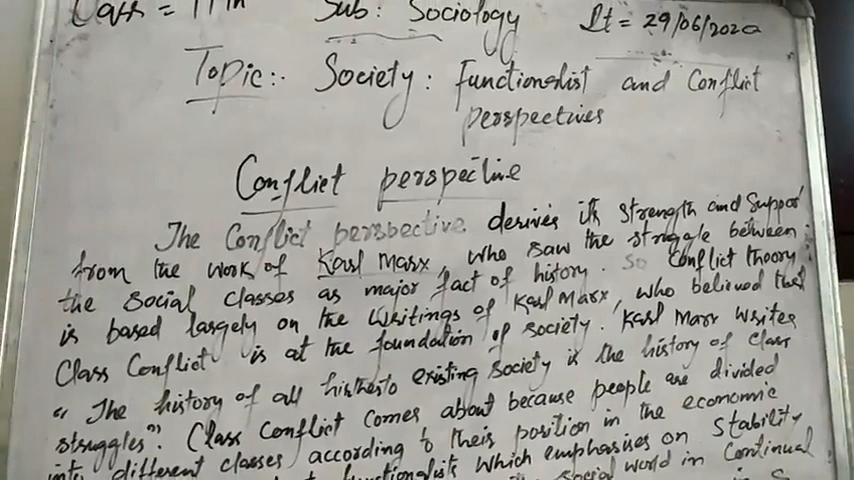 Class = 11th Sub: Sociology Dt = 29/06/2020
Topic:- Society: Functionalist and Conflict
perspectives
Conflict perspective
The Conflict perspective derives its strength and support
from the work of Karl Marx, who saw the struggle between
the social classes as major fact of history. So Conflict theory
is based largely on the writings of Karl Marx, who believed that
Class Conflict is at the foundation of society. Karl Marx writes
" The history of all hitherto existing society is the history of class
struggles". Class Conflict comes about because people are divided
into different classes according to their position in the economic
functionalists which emphasises on stability
the social world in Continual